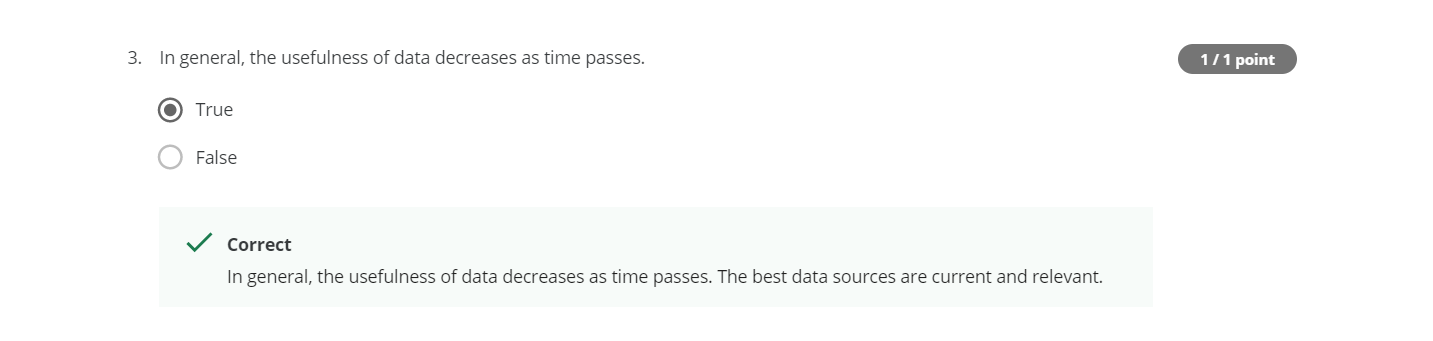 3. In general, the usefulness of data decreases as time passes.
1 / 1 point
True
False
Correct
In general, the usefulness of data decreases as time passes. The best data sources are current and relevant.